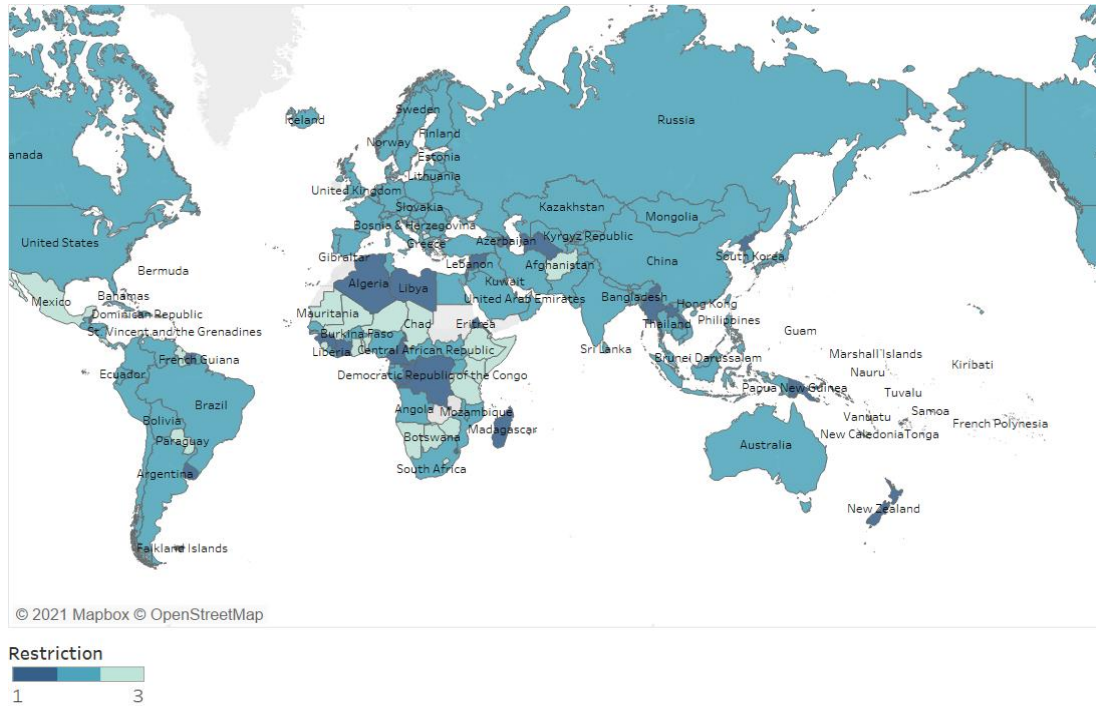 Iceland
Sweden
Finland
Norway
Russia
Estonia
anada
Lithuania
United Kingdom
Slovakia
Kazakhstan
Mongolia
Bosnia & Herzegovina
United States
Greece
Azerbaijan
Kyrgyz Republic
Gibraltar
Lebanon
Afghanistan
China
South Korea
Bermuda
Algeria
Libya
Kuwait
Mexico
Bahamas
United Arab Emirates
Bangladesh
Hong Kong
Dominican Republic
Mauritania
Chad
Eritrea
Thailand
Philippines
Guam
St. Vincent and the Grenadines
Burkina Faso
Liberia
Central African Republic
Sri Lanka
Brunei Darussalam
Marshall Islands
French Guiana
Ecuador
Democratic Republic of the Congo
Nauru
Kiribati
Brazil
Angola
Mozambique
Papua New Guinea
Tuvalu
Bolivia
Madagascar
Vanuatu
Samoa
Paraguay
Botswana
New Caledonia
Tonga
French Polynesia
Argentina
South Africa
Australia
New Zealand
Falkland Islands
© 2021 Mapbox © OpenStreetMap
Restriction
1 3